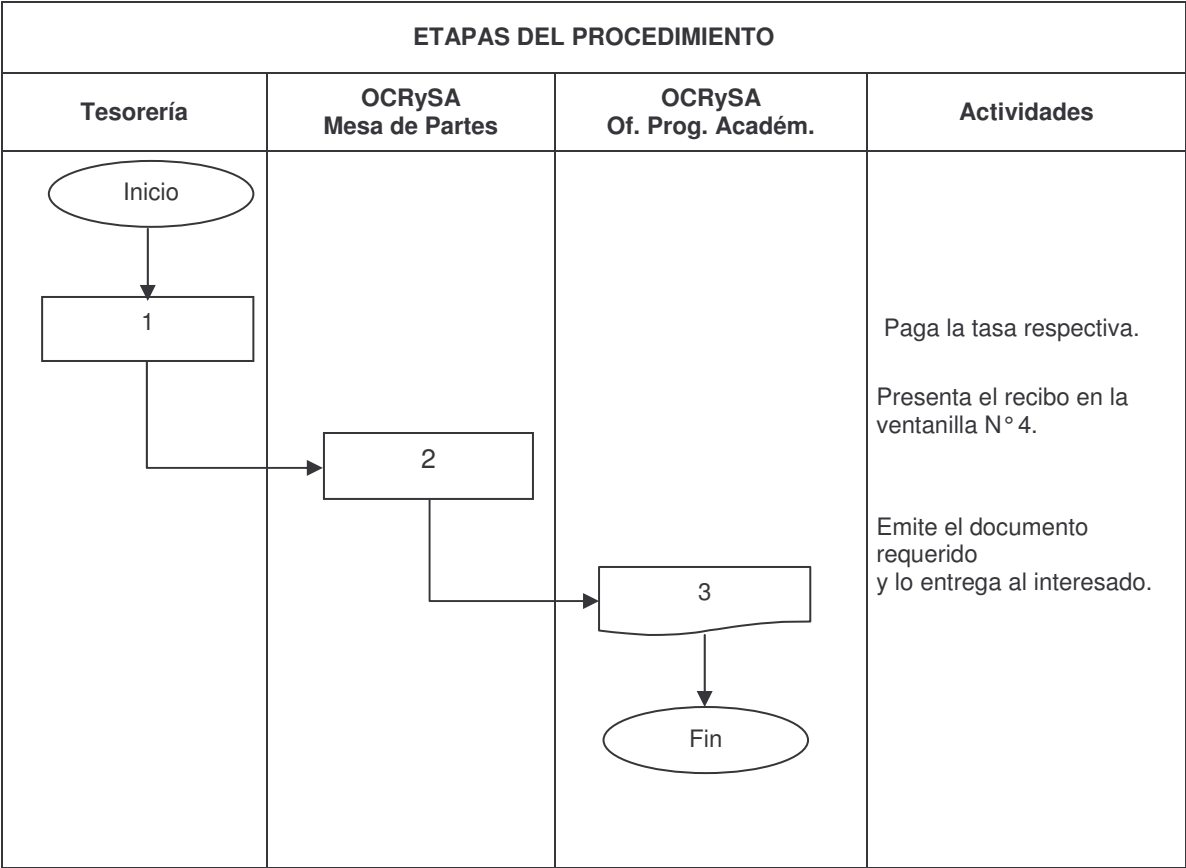 ETAPAS DEL PROCEDIMIENTO
Tesorería
OCRySA
Mesa de Partes
OCRySA
Of. Prog. Académ.
Actividades
Inicio
1
Paga la tasa respectiva.
Presenta el recibo en la
ventanilla N° 4.
2
Emite el documento
requerido
y lo entrega al interesado.
3
Fin